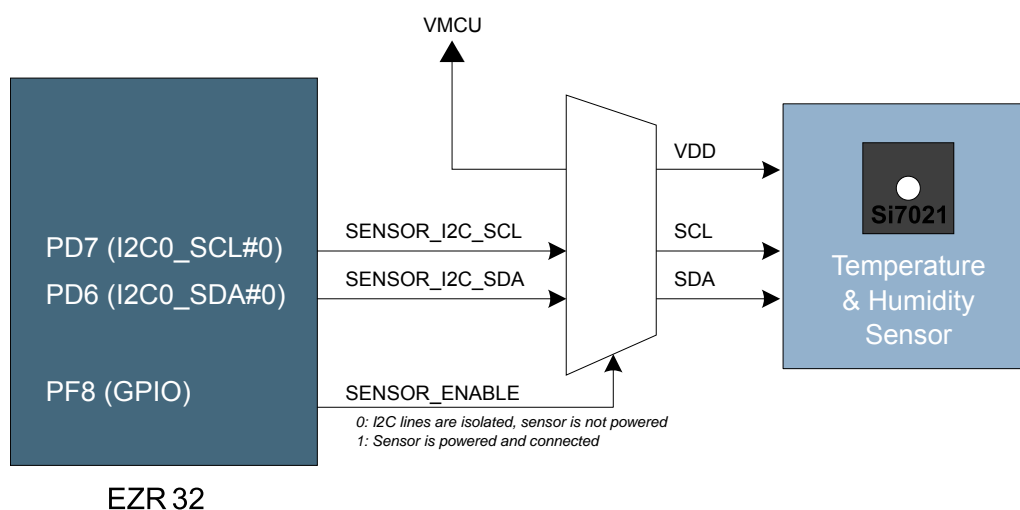 VMCU
VDD
Si7021
PD7 (I2C0_SCL#0)
SENSOR_I2C_SCL
SCL
PD6 (I2C0_SDA#0)
SENSOR_I2C_SDA
SDA
Temperature
& Humidity
Sensor
PF8 (GPIO)
SENSOR_ENABLE
0: I2C lines are isolated, sensor is not powered
1: Sensor is powered and connected
EZR 32